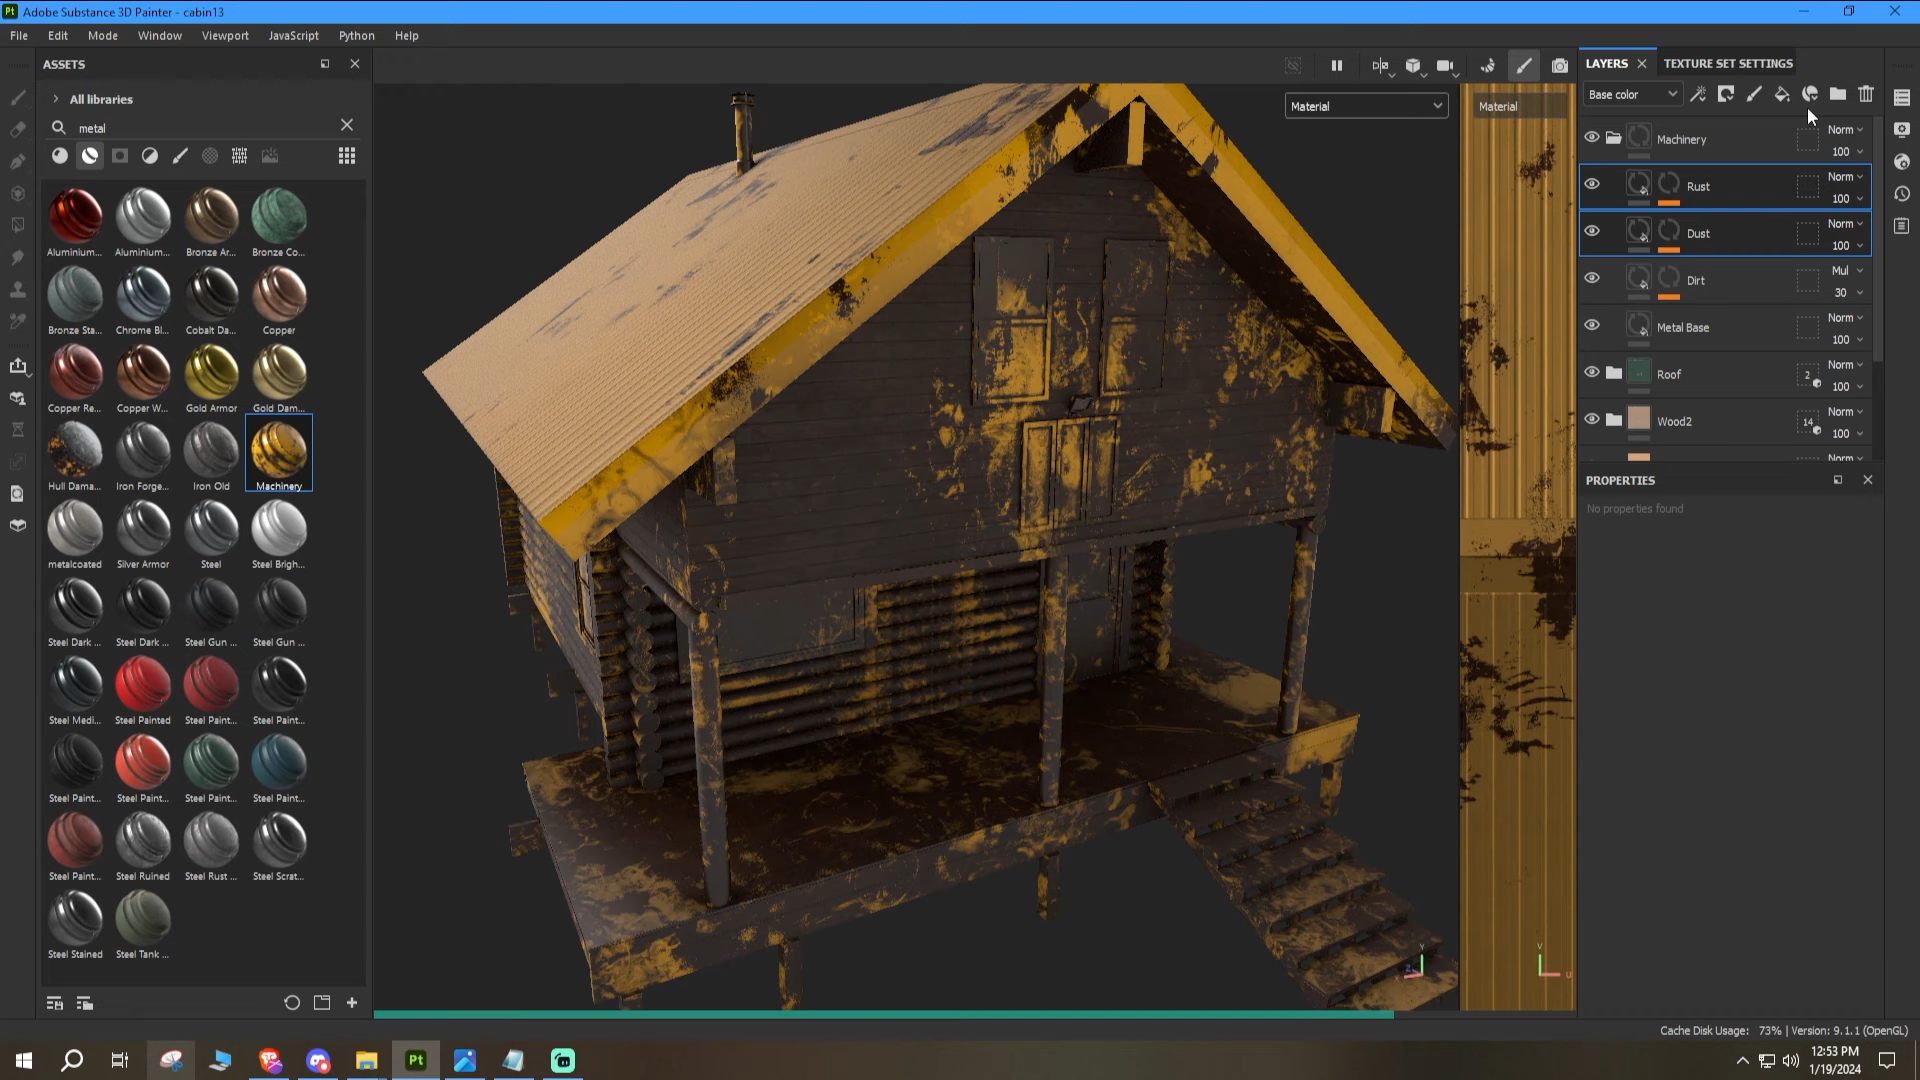 Pt Adobe Substance 3D Painter - cabin13
File Edit Mode Window Viewport JavaScript Python Help
ASSETS
All libraries
metal
Aluminium... Aluminium... Bronze Ar... Bronze Co...
Bronze Sta... Chrome Bl... Cobalt Da... Copper
Copper Re... Copper W... Gold Armor Gold Dam...
Hull Dama... Iron Forge... Iron Old Machinery
metalcoated Silver Armor Steel Steel Brigh...
Steel Dark ... Steel Dark ... Steel Gun ... Steel Gun ...
Steel Medi... Steel Painted Steel Paint... Steel Paint...
Steel Paint... Steel Paint... Steel Paint... Steel Paint...
Steel Paint... Steel Ruined Steel Rust ... Steel Scrat...
Steel Stained Steel Tank ...
Material
Material
Y
Z
V
U
LAYERS TEXTURE SET SETTINGS
Base color
Machinery Norm
100
Rust Norm
100
Dust Norm
100
Dirt Mul
30
Metal Base Norm
100
Roof 2 Norm
100
Wood2 14 Norm
100
Norm
PROPERTIES
No properties found
Cache Disk Usage: 73% | Version: 9.1.1 (OpenGL)
Pt
12:53 PM
1/19/2024